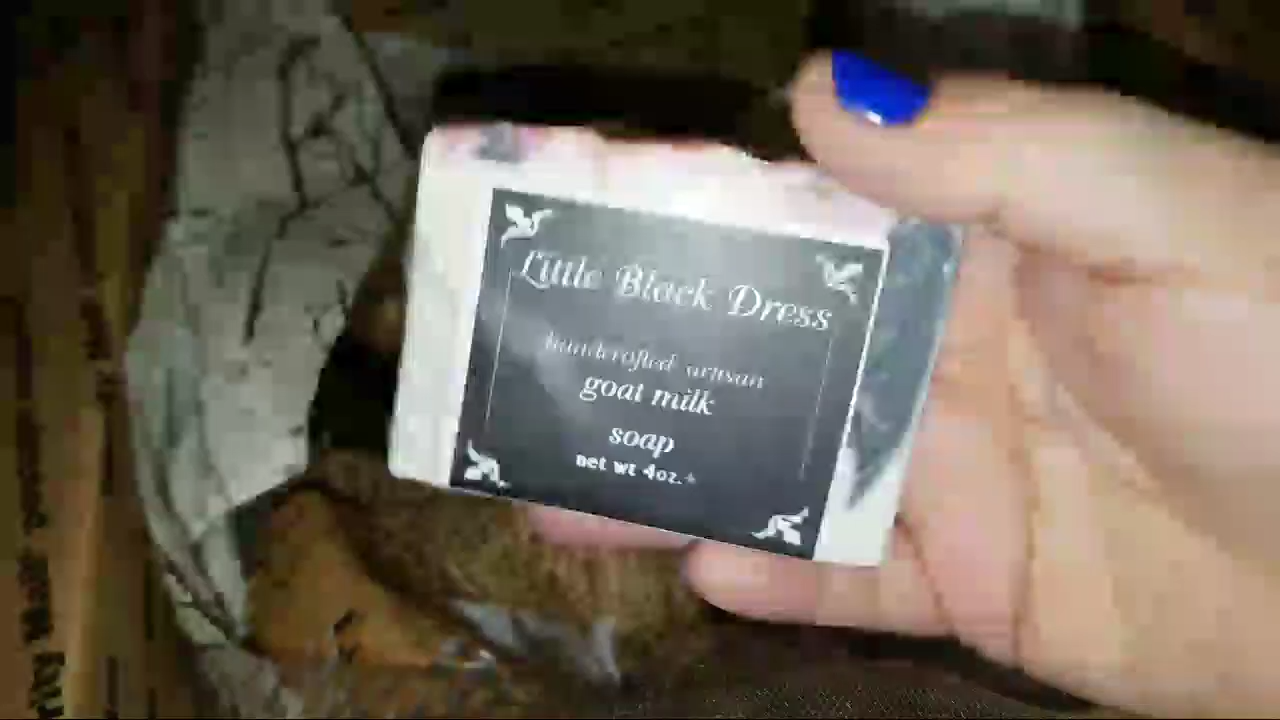 Little Black Dress
handcrafted artisan
goat milk
soap
net wt 4oz.+